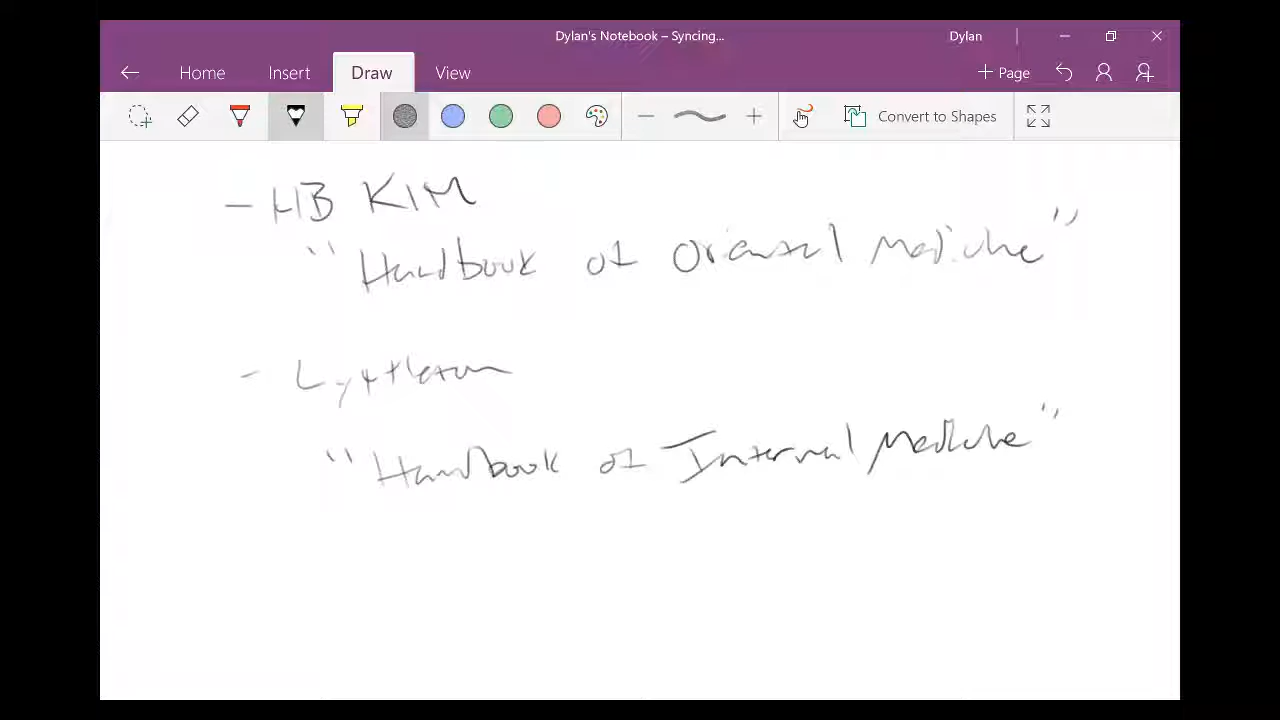 Dylan's Notebook – Syncing...
Dylan
Home Insert Draw View
Page
Convert to Shapes
- HB KIM
"Handbook of Oriental Medicine"
- Lyttleton
"Handbook of Internal Medicine"